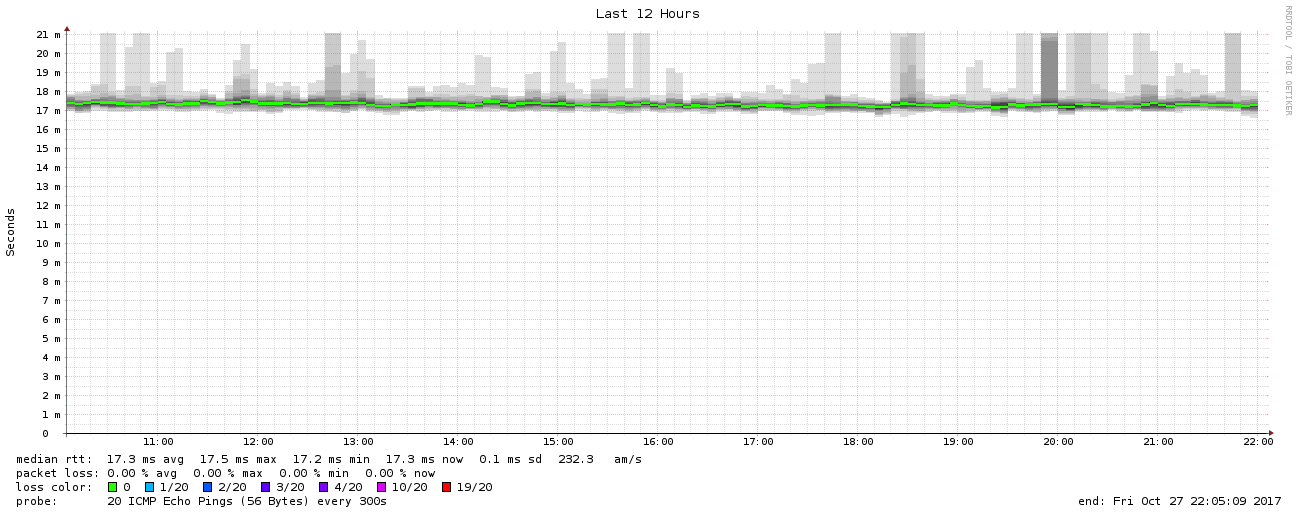 Last 12 Hours
RRDTOOL / TOBI OETIKER
Seconds
21 m
20 m
19 m
18 m
17 m
16 m
15 m
14 m
13 m
12 m
11 m
10 m
9 m
8 m
7 m
6 m
5 m
4 m
3 m
2 m
1 m
0
11:00 12:00 13:00 14:00 15:00 16:00 17:00 18:00 19:00 20:00 21:00 22:00
median rtt: 17.3 ms avg 17.5 ms max 17.2 ms min 17.3 ms now 0.1 ms sd 232.3 am/s
packet loss: 0.00 % avg 0.00 % max 0.00 % min 0.00 % now
loss color: 0 1/20 2/20 3/20 4/20 10/20 19/20
probe: 20 ICMP Echo Pings (56 Bytes) every 300s end: Fri Oct 27 22:05:09 2017